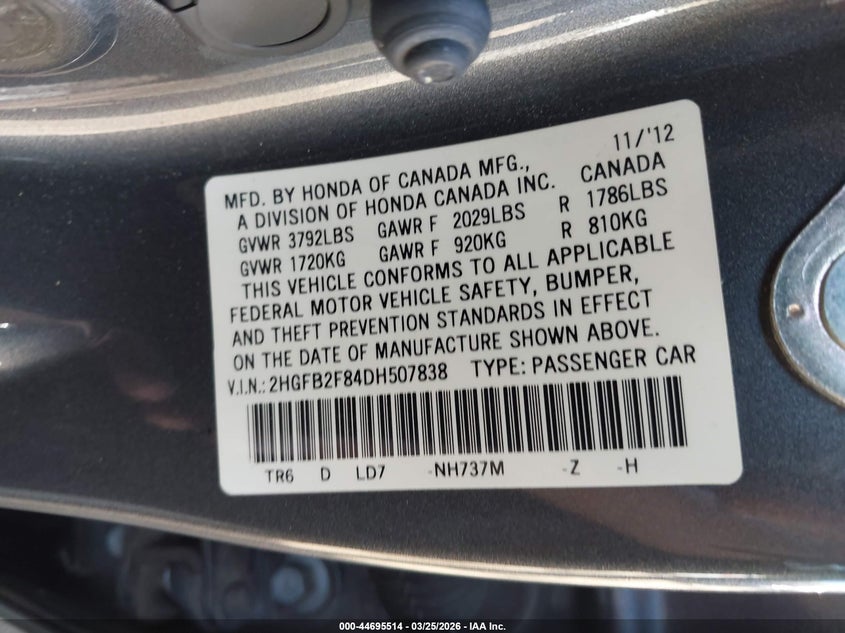 11/'12
MFD. BY HONDA OF CANADA MFG., CANADA
A DIVISION OF HONDA CANADA INC.
GVWR 3792LBS GAWR F 2029LBS R 1786LBS
GVWR 1720KG GAWR F 920KG R 810KG
THIS VEHICLE CONFORMS TO ALL APPLICABLE
FEDERAL MOTOR VEHICLE SAFETY, BUMPER,
AND THEFT PREVENTION STANDARDS IN EFFECT
ON THE DATE OF MANUFACTURE SHOWN ABOVE.
V.I.N.: 2HGFB2F84DH507838 TYPE: PASSENGER CAR
TR6 D LD7 -NH737M -Z -H
000-44695514 - 03/25/2026 - IAA Inc.